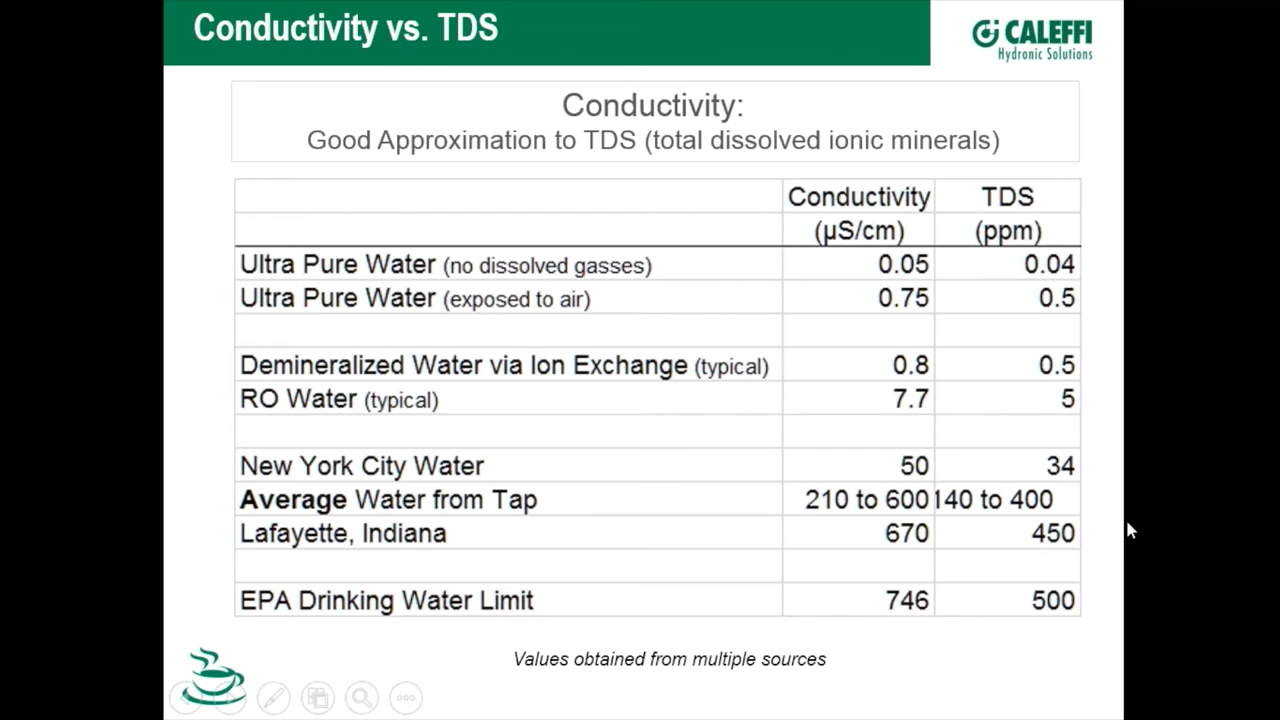 Conductivity vs. TDS
CALEFFI
Hydronic Solutions
Conductivity:
Good Approximation to TDS (total dissolved ionic minerals)
Conductivity TDS
(µS/cm) (ppm)
Ultra Pure Water (no dissolved gasses) 0.05 0.04
Ultra Pure Water (exposed to air) 0.75 0.5
Demineralized Water via Ion Exchange (typical) 0.8 0.5
RO Water (typical) 7.7 5
New York City Water 50 34
Average Water from Tap 210 to 600 140 to 400
Lafayette, Indiana 670 450
EPA Drinking Water Limit 746 500
Values obtained from multiple sources